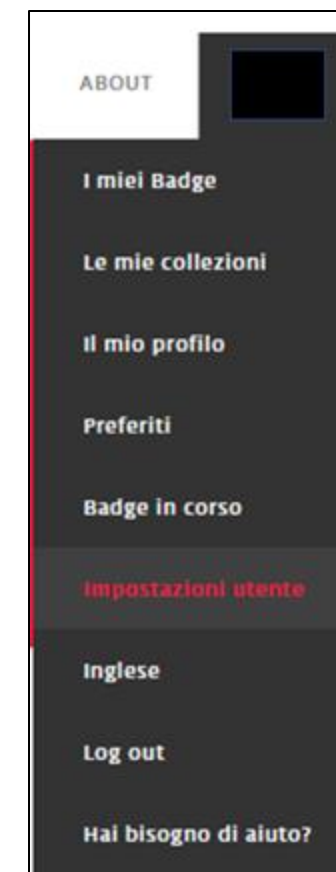 ABOUT
I miei Badge
Le mie collezioni
Il mio profilo
Preferiti
Badge in corso
Impostazioni utente
Inglese
Log out
Hai bisogno di aiuto?